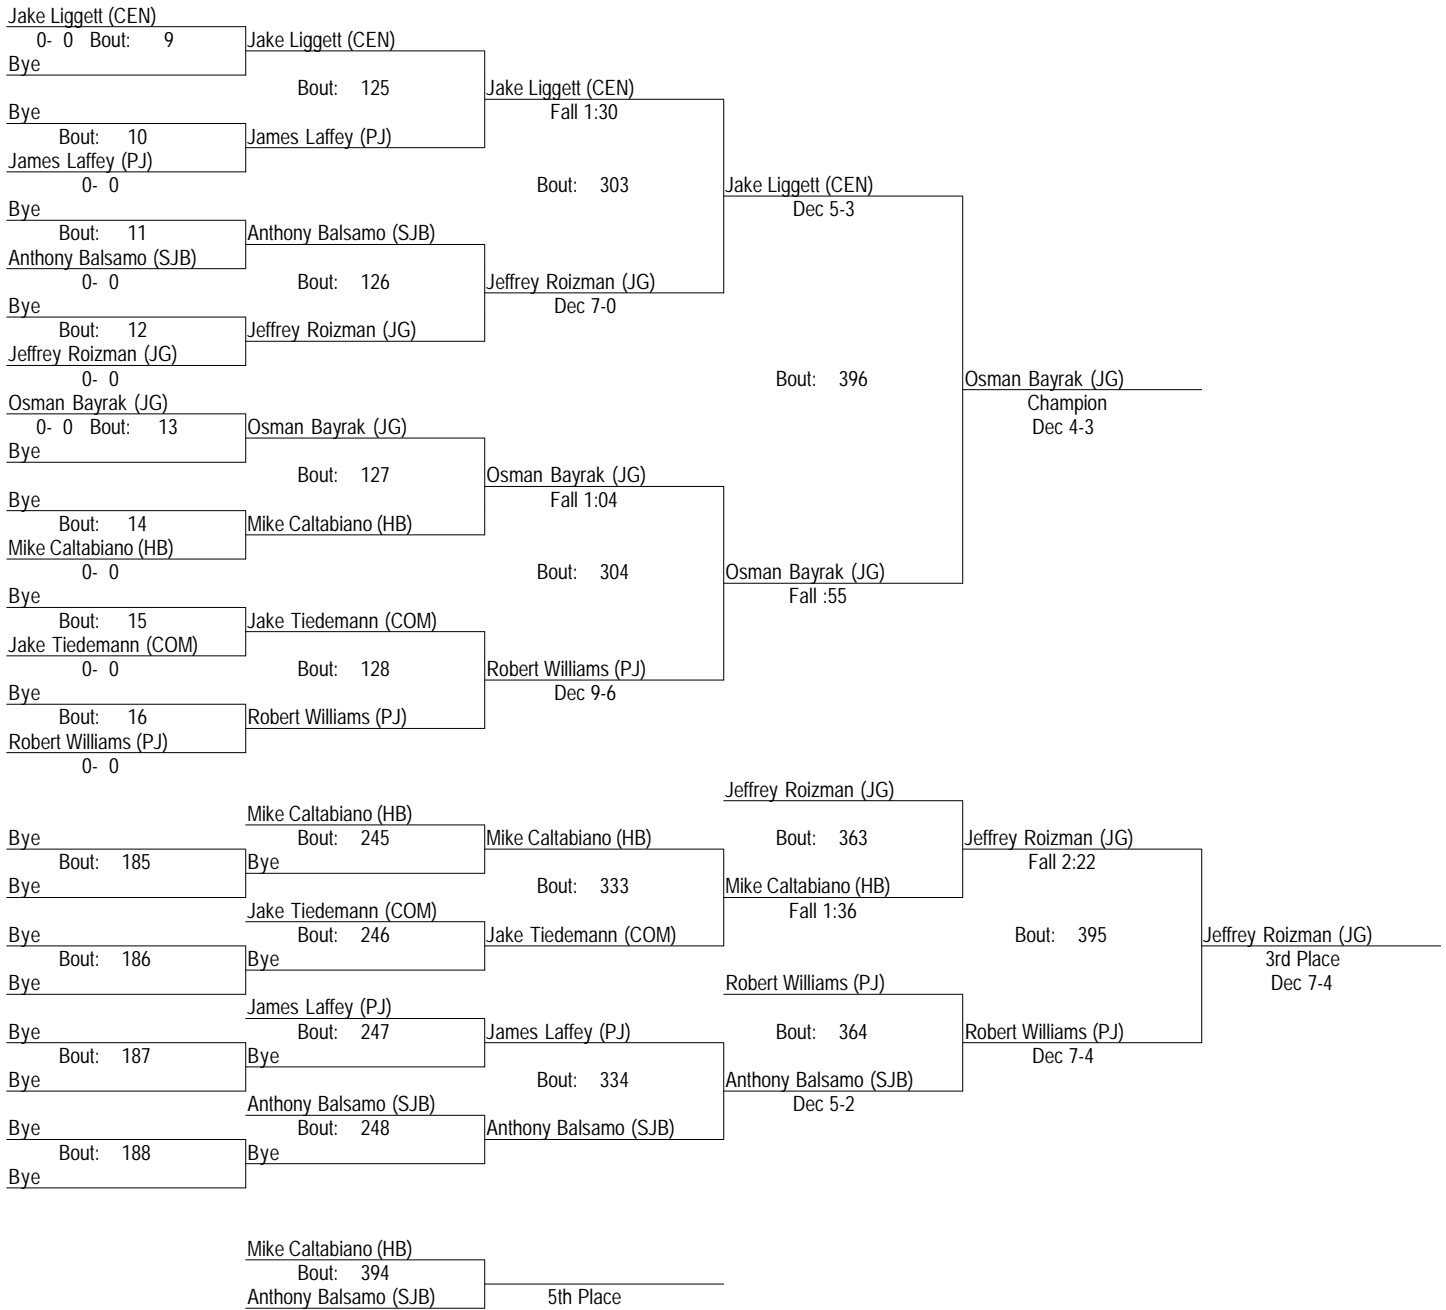 Jake Liggett (CEN)
0- 0 Bout: 9
Jake Liggett (CEN)
Bye
Bout: 125
Jake Liggett (CEN)
Bye
Fall 1:30
Bout: 10
James Laffey (PJ)
James Laffey (PJ)
0- 0
Bout: 303
Jake Liggett (CEN)
Bye
Dec 5-3
Bout: 11
Anthony Balsamo (SJB)
Anthony Balsamo (SJB)
0- 0
Bout: 126
Jeffrey Roizman (JG)
Bye
Dec 7-0
Bout: 12
Jeffrey Roizman (JG)
Jeffrey Roizman (JG)
0- 0
Bout: 396
Osman Bayrak (JG)
Champion
Dec 4-3
Osman Bayrak (JG)
0- 0 Bout: 13
Osman Bayrak (JG)
Bye
Bout: 127
Osman Bayrak (JG)
Bye
Fall 1:04
Bout: 14
Mike Caltabiano (HB)
Mike Caltabiano (HB)
0- 0
Bout: 304
Osman Bayrak (JG)
Bye
Fall :55
Bout: 15
Jake Tiedemann (COM)
Jake Tiedemann (COM)
0- 0
Bout: 128
Robert Williams (PJ)
Bye
Dec 9-6
Bout: 16
Robert Williams (PJ)
Robert Williams (PJ)
0- 0
Jeffrey Roizman (JG)
Mike Caltabiano (HB)
Bye
Bout: 245
Mike Caltabiano (HB)
Bout: 363
Jeffrey Roizman (JG)
Bout: 185
Bye
Fall 2:22
Bye
Bout: 333
Mike Caltabiano (HB)
Jake Tiedemann (COM)
Fall 1:36
Bye
Bout: 246
Jake Tiedemann (COM)
Bout: 395
Jeffrey Roizman (JG)
Bout: 186
Bye
3rd Place
Bye
Robert Williams (PJ)
Dec 7-4
James Laffey (PJ)
Bye
Bout: 247
James Laffey (PJ)
Bout: 364
Robert Williams (PJ)
Bout: 187
Bye
Dec 7-4
Bye
Bout: 334
Anthony Balsamo (SJB)
Anthony Balsamo (SJB)
Dec 5-2
Bye
Bout: 248
Anthony Balsamo (SJB)
Bout: 188
Bye
Bye
Mike Caltabiano (HB)
Bout: 394
Anthony Balsamo (SJB)
5th Place